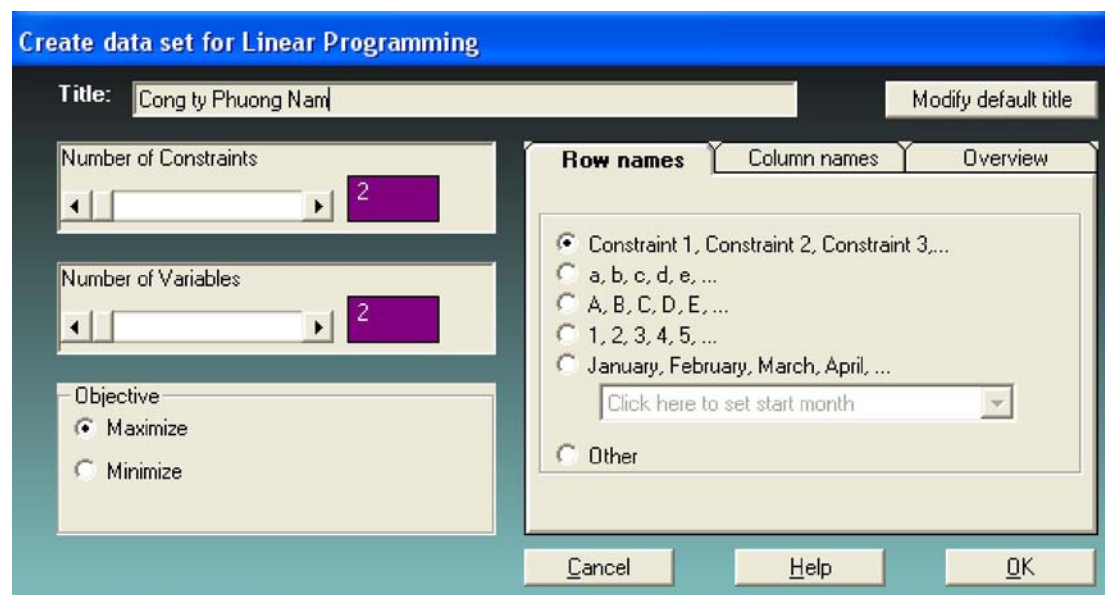 Create data set for Linear Programming
Title: Cong ty Phuong Nam
Modify default title
Number of Constraints
2
Number of Variables
2
Objective
Maximize
Minimize
Row names Column names Overview
Constraint 1, Constraint 2, Constraint 3,...
a, b, c, d, e, ...
A, B, C, D, E, ...
1, 2, 3, 4, 5, ...
January, February, March, April, ...
Click here to set start month
Other
Cancel Help OK